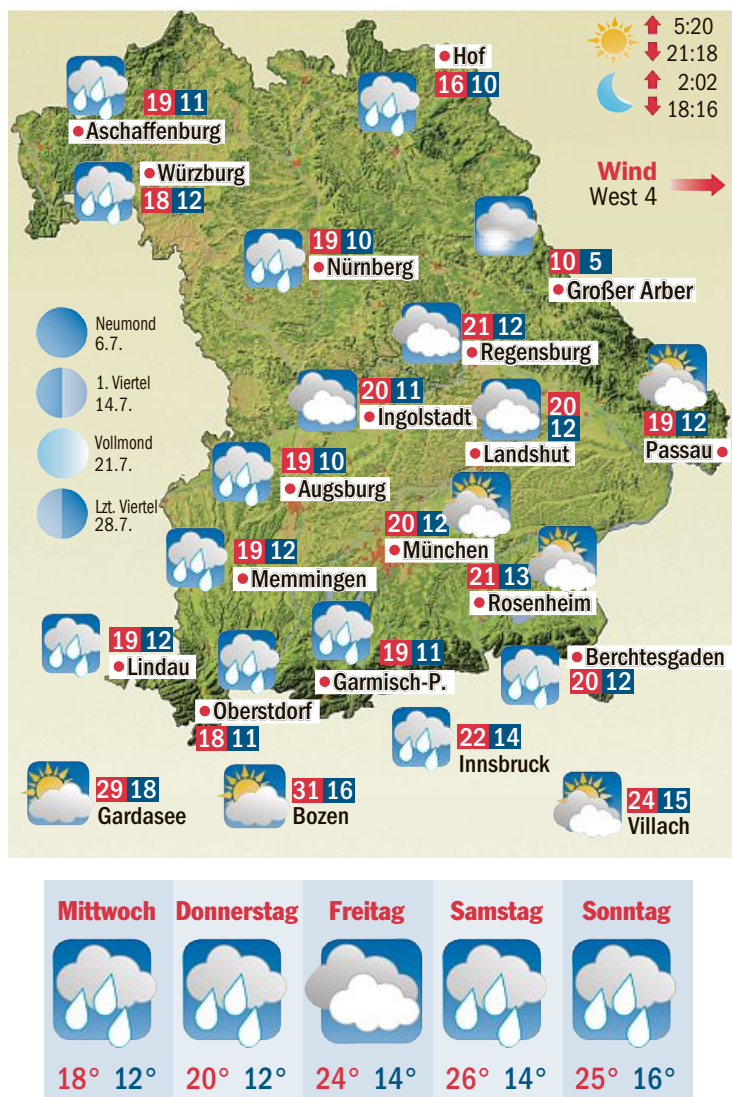 5:20
21:18
2:02
18:16
Hof
16 10
19 11
Aschaffenburg
Würzburg
18 12
Wind
West 4
19 10
Nürnberg
10 5
Großer Arber
Neumond
6.7.
1. Viertel
14.7.
Vollmond
21.7.
Lzt. Viertel
28.7.
21 12
Regensburg
20 11
Ingolstadt
20
12
Landshut
19 12
Passau
19 10
Augsburg
20 12
München
19 12
Memmingen
21 13
Rosenheim
19 12
Lindau
19 11
Garmisch-P.
Berchtesgaden
20 12
Oberstdorf
18 11
22 14
Innsbruck
29 18
Gardasee
31 16
Bozen
24 15
Villach
Mittwoch Donnerstag Freitag Samstag Sonntag
18° 12° 20° 12° 24° 14° 26° 14° 25° 16°